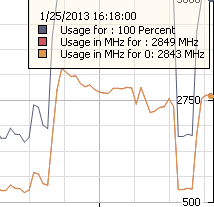 1/25/2013 16:18:00
Usage for : 100 Percent
Usage in MHz for : 2849 MHz
Usage in MHz for 0: 2843 MHz
2750
500